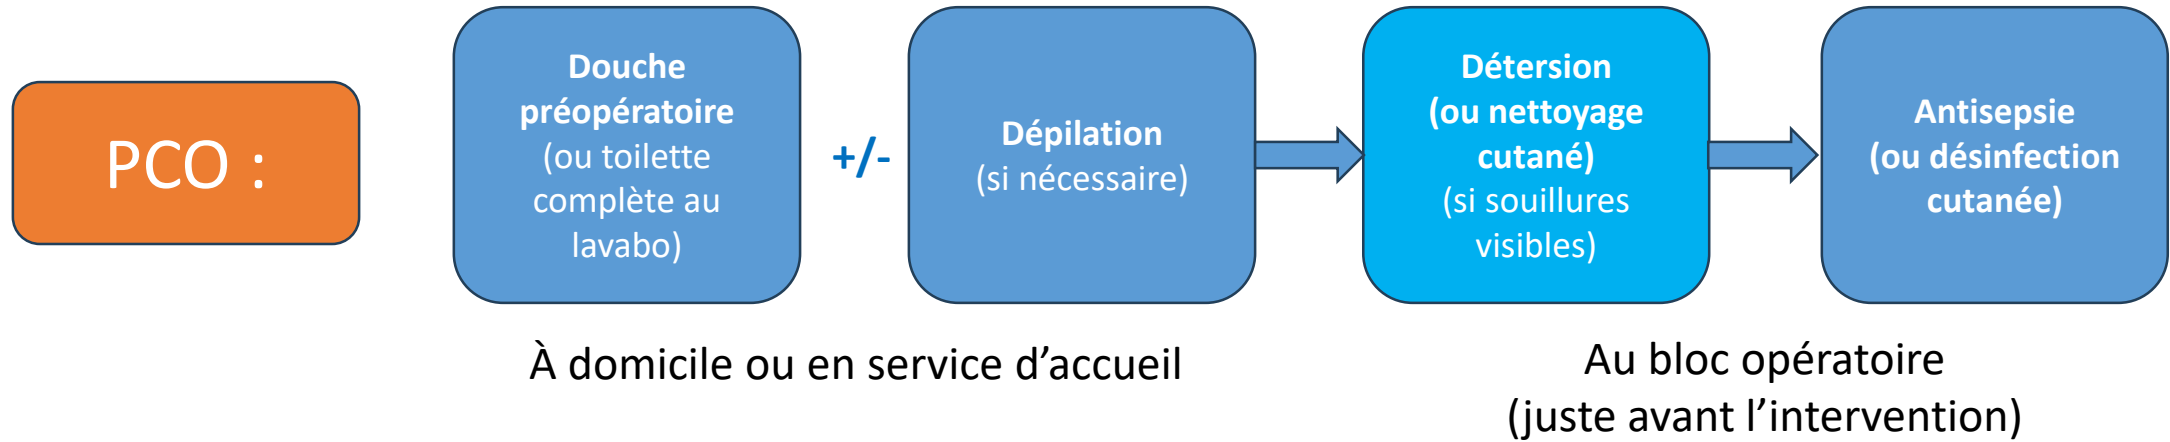 PCO :
Douche
préopératoire
(ou toilette
complète au
lavabo)
+/-
Dépilation
(si nécessaire)
Détersion
(ou nettoyage
cutané)
(si souillures
visibles)
Antisepsie
(ou désinfection
cutanée)
À domicile ou en service d’accueil
Au bloc opératoire
(juste avant l’intervention)